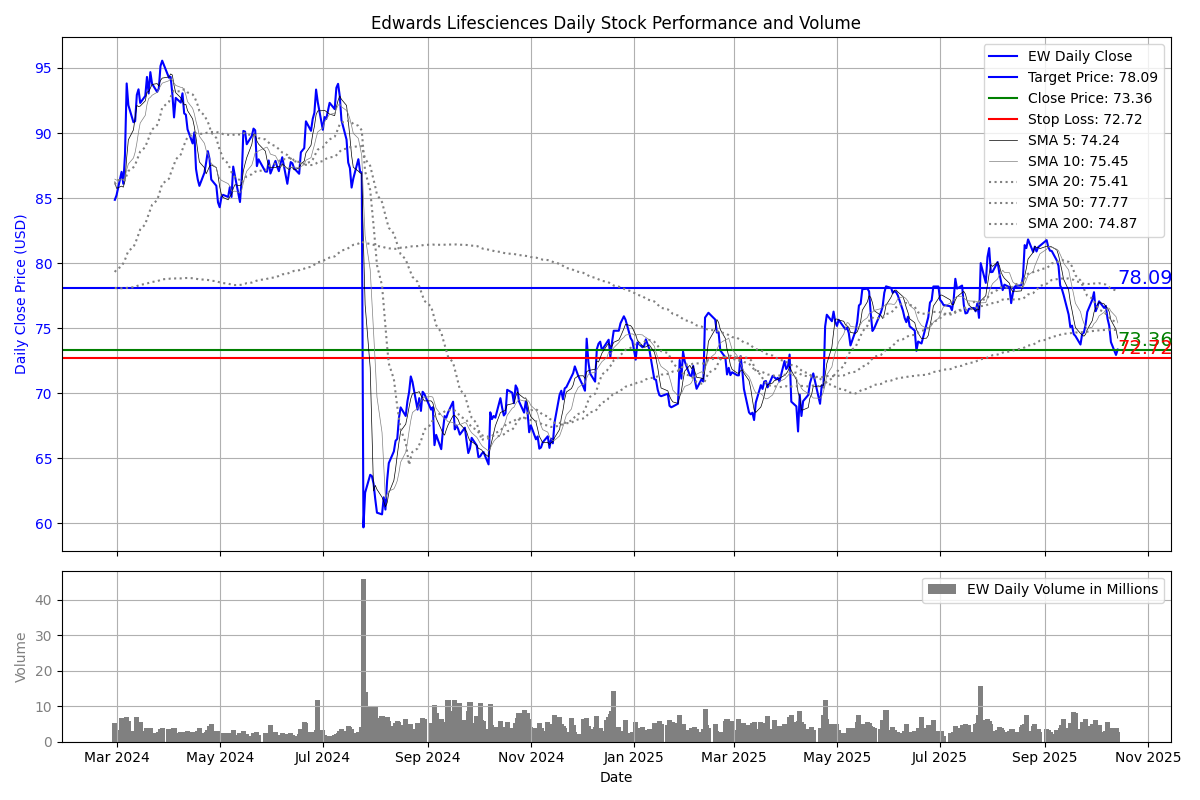 Edwards Lifesciences Daily Stock Performance and Volume
Daily Close Price (USD)
95
90
85
80
75
70
65
60
EW Daily Close
Target Price: 78.09
Close Price: 73.36
Stop Loss: 72.72
SMA 5: 74.24
SMA 10: 75.45
SMA 20: 75.41
SMA 50: 77.77
SMA 200: 74.87
78.09
73.36
72.72
Volume
40
30
20
10
0
EW Daily Volume in Millions
Mar 2024 May 2024 Jul 2024 Sep 2024 Nov 2024 Jan 2025 Mar 2025 May 2025 Jul 2025 Sep 2025 Nov 2025
Date